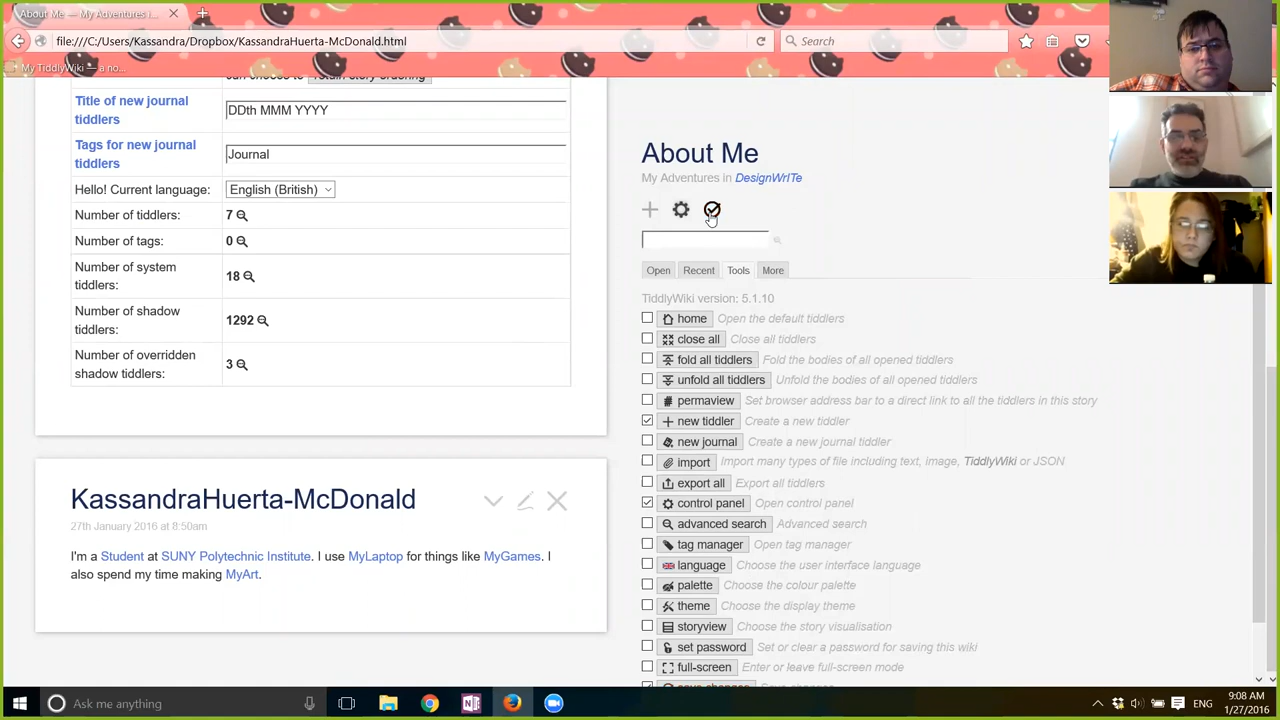 About Me — My Adventures i...
file:///C:/Users/Kassandra/Dropbox/KassandraHuerta-McDonald.html
Search
My TiddlyWiki — a no...
can choose to retain story ordering
Title of new journal
tiddlers
DDth MMM YYYY
Tags for new journal
tiddlers
Journal
Hello! Current language:
English (British)
Number of tiddlers:
7
Number of tags:
0
Number of system
tiddlers:
18
Number of shadow
tiddlers:
1292
Number of overridden
shadow tiddlers:
3
KassandraHuerta-McDonald
27th January 2016 at 8:50am
I'm a Student at SUNY Polytechnic Institute. I use MyLaptop for things like MyGames. I
also spend my time making MyArt.
About Me
My Adventures in DesignWrITe
Open Recent Tools More
TiddlyWiki version: 5.1.10
home Open the default tiddlers
close all Close all tiddlers
fold all tiddlers Fold the bodies of all opened tiddlers
unfold all tiddlers Unfold the bodies of all opened tiddlers
permaview Set browser address bar to a direct link to all the tiddlers in this story
new tiddler Create a new tiddler
new journal Create a new journal tiddler
import Import many types of file including text, image, TiddlyWiki or JSON
export all Export all tiddlers
control panel Open control panel
advanced search Advanced search
tag manager Open tag manager
language Choose the user interface language
palette Choose the colour palette
theme Choose the display theme
storyview Choose the story visualisation
set password Set or clear a password for saving this wiki
full-screen Enter or leave full-screen mode
save changes Save changes
Ask me anything
ENG
9:08 AM
1/27/2016